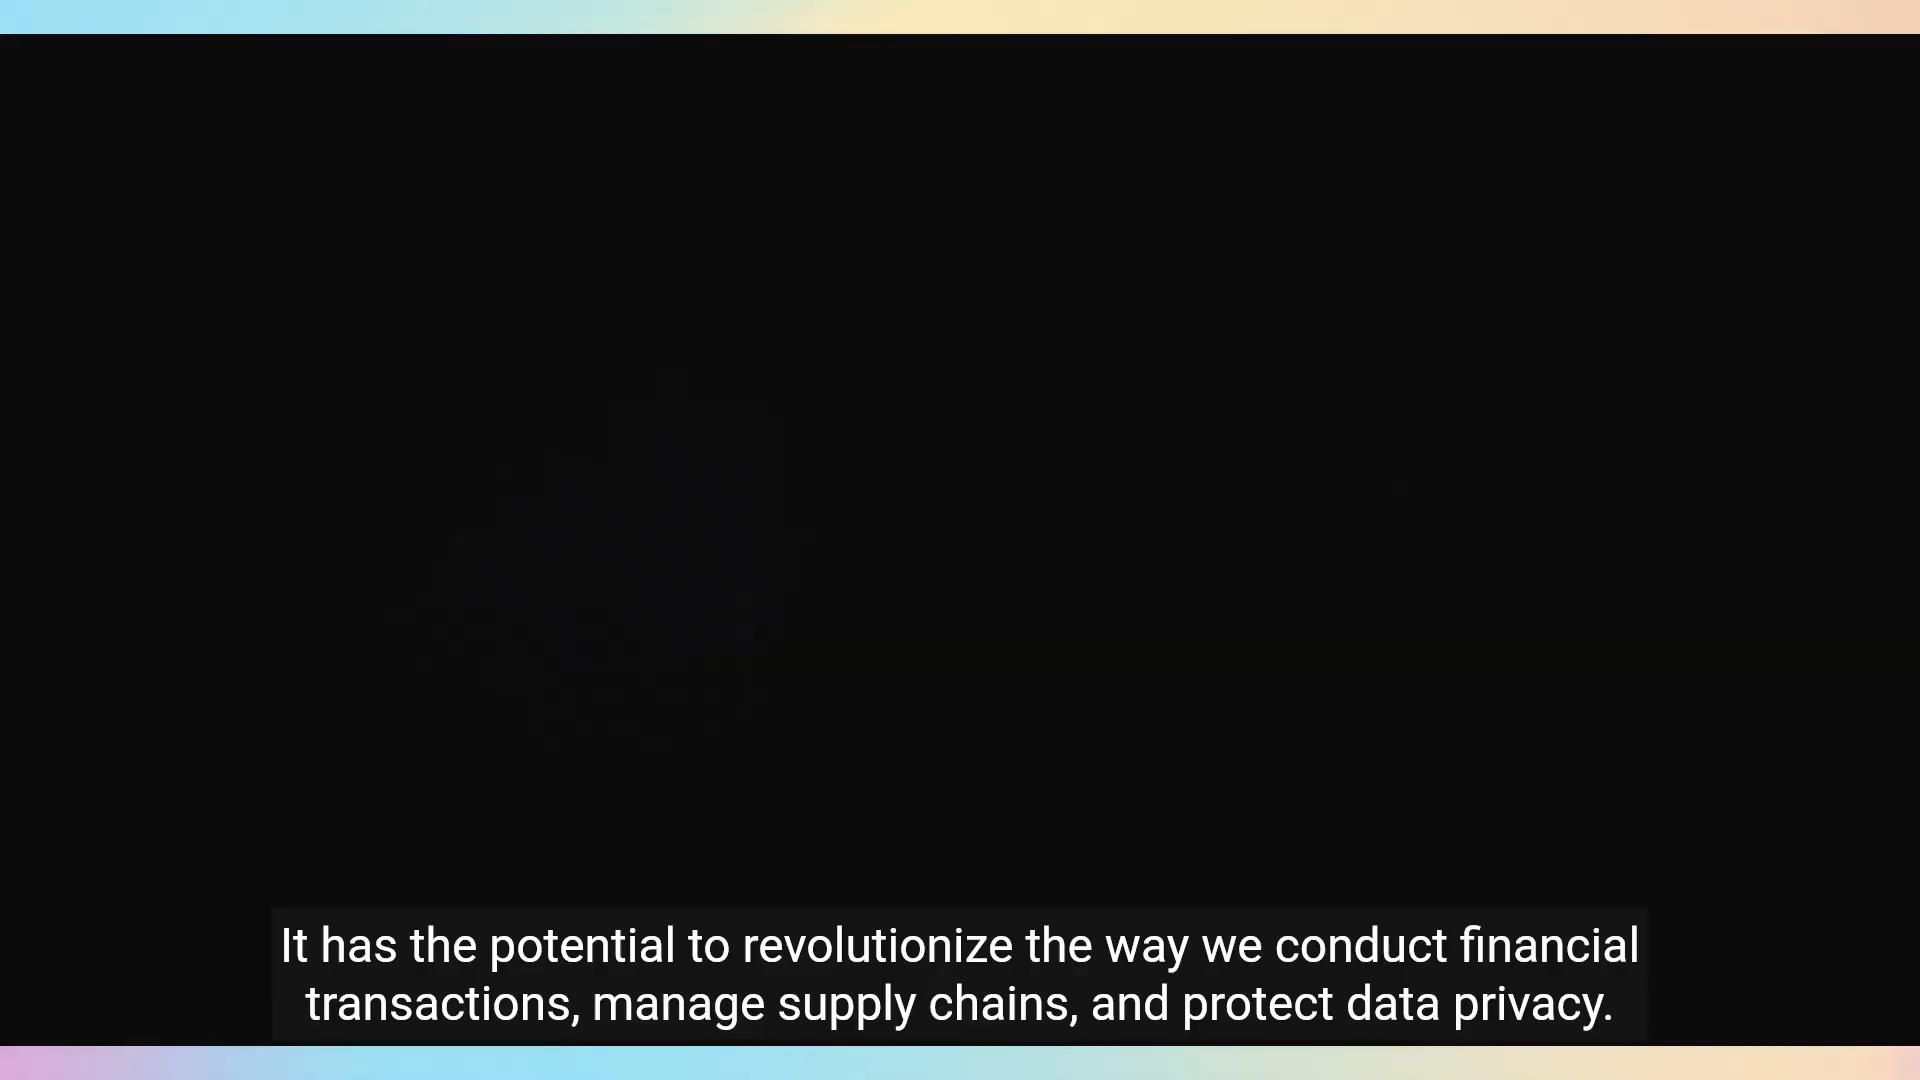 It has the potential to revolutionize the way we conduct financial
transactions, manage supply chains, and protect data privacy.